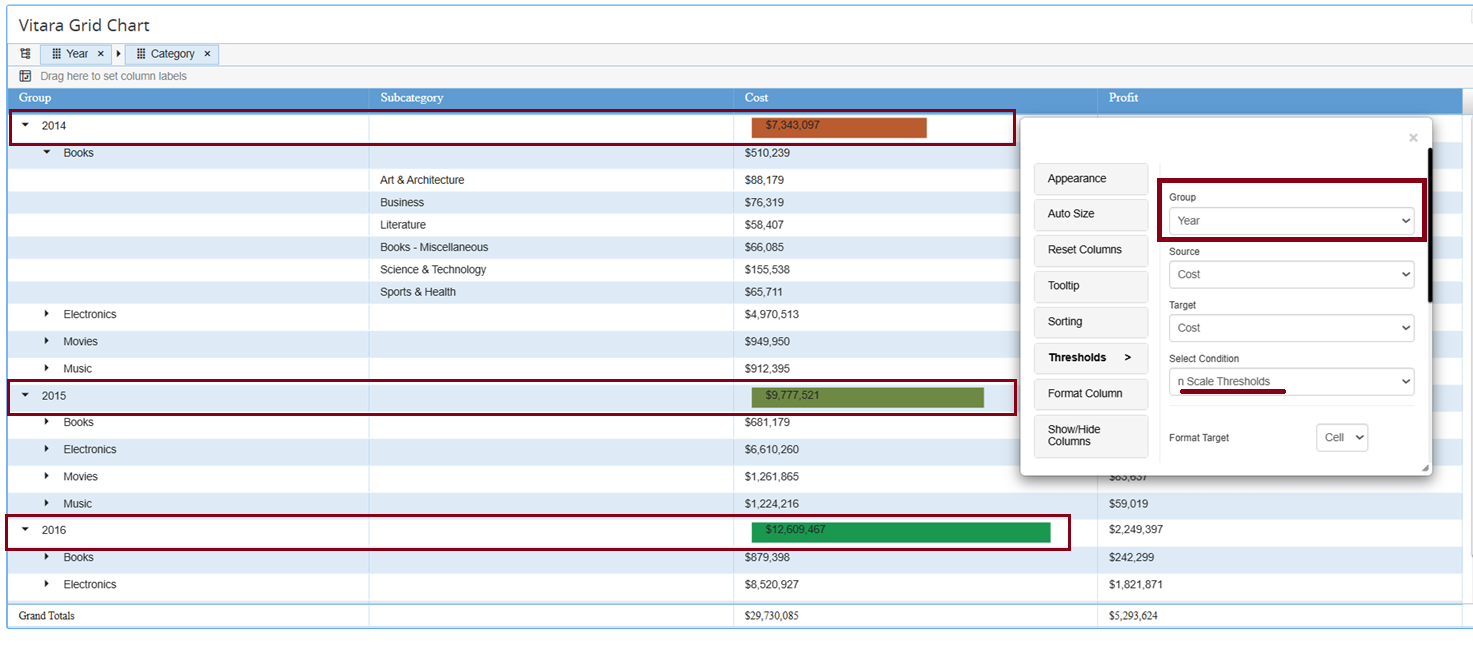 Vitara Grid Chart
Year × Category ×
Drag here to set column labels
Group Subcategory Cost Profit
2014 $7,343,097
Books $510,239
Art & Architecture $88,179
Business $76,319
Literature $58,407
Books - Miscellaneous $66,085
Science & Technology $155,538
Sports & Health $65,711
Electronics $4,970,513
Movies $949,950
Music $912,395
2015 $9,777,521
Books $681,179
Electronics $6,610,260
Movies $1,261,865
Music $1,224,216 $59,019
2016 $12,609,467 $2,249,397
Books $879,398 $242,299
Electronics $8,520,927 $1,821,871
Grand Totals $29,730,085 $5,293,624
×
Appearance
Auto Size
Reset Columns
Tooltip
Sorting
Thresholds >
Format Column
Show/Hide
Columns
Group
Year
Source
Cost
Target
Cost
Select Condition
n Scale Thresholds
Format Target Cell